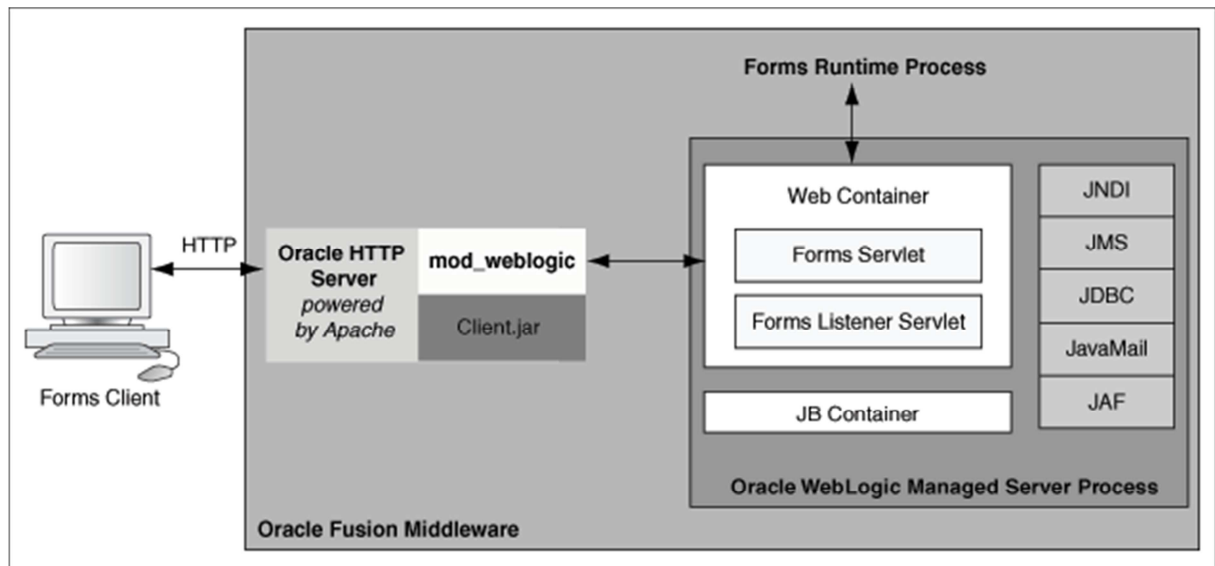 Forms Runtime Process
HTTP
Forms Client
Oracle HTTP
Server
powered
by Apache
mod_weblogic
Client.jar
Web Container
Forms Servlet
Forms Listener Servlet
JB Container
JNDI
JMS
JDBC
JavaMail
JAF
Oracle WebLogic Managed Server Process
Oracle Fusion Middleware